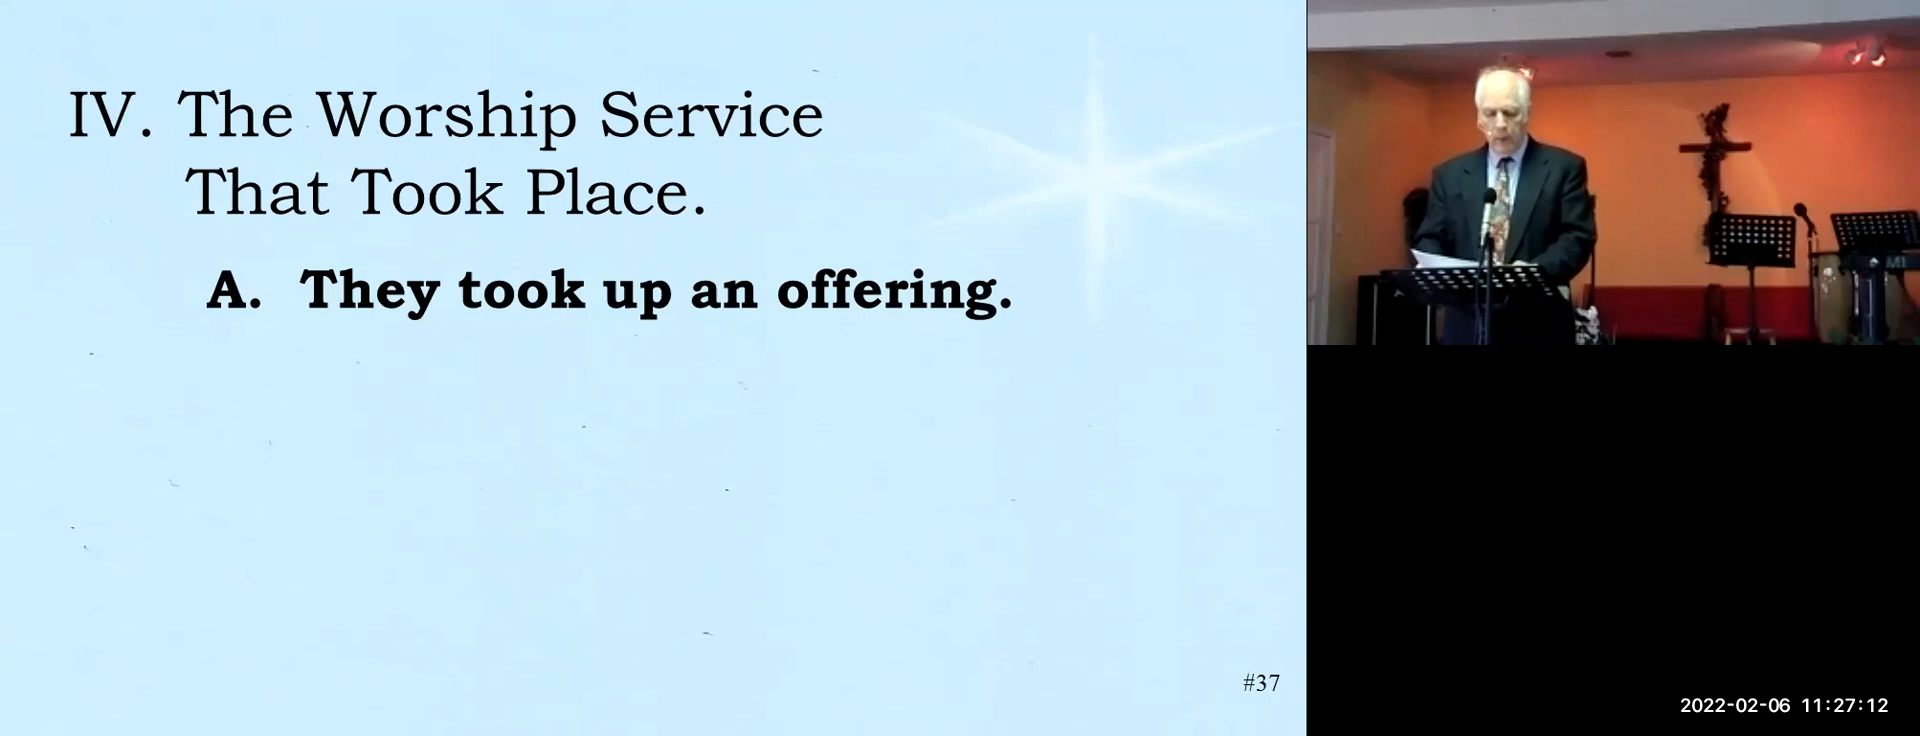 IV. The Worship Service
That Took Place.
A. They took up an offering.
#37
MI
2022-02-06 11:27:12